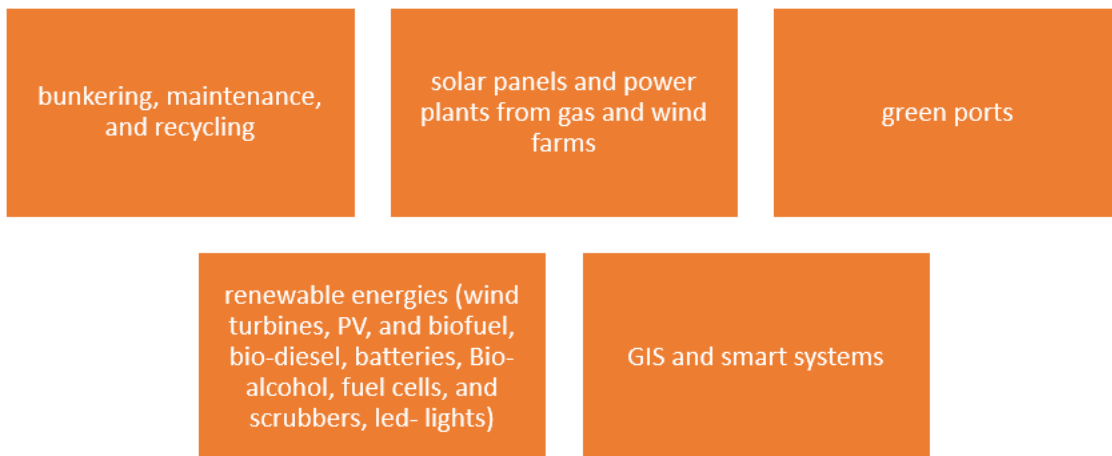 bunkering, maintenance,
and recycling
solar panels and power
plants from gas and wind
farms
green ports
renewable energies (wind
turbines, PV, and biofuel,
bio-diesel, batteries, Bio-
alcohol, fuel cells, and
scrubbers, led- lights)
GIS and smart systems